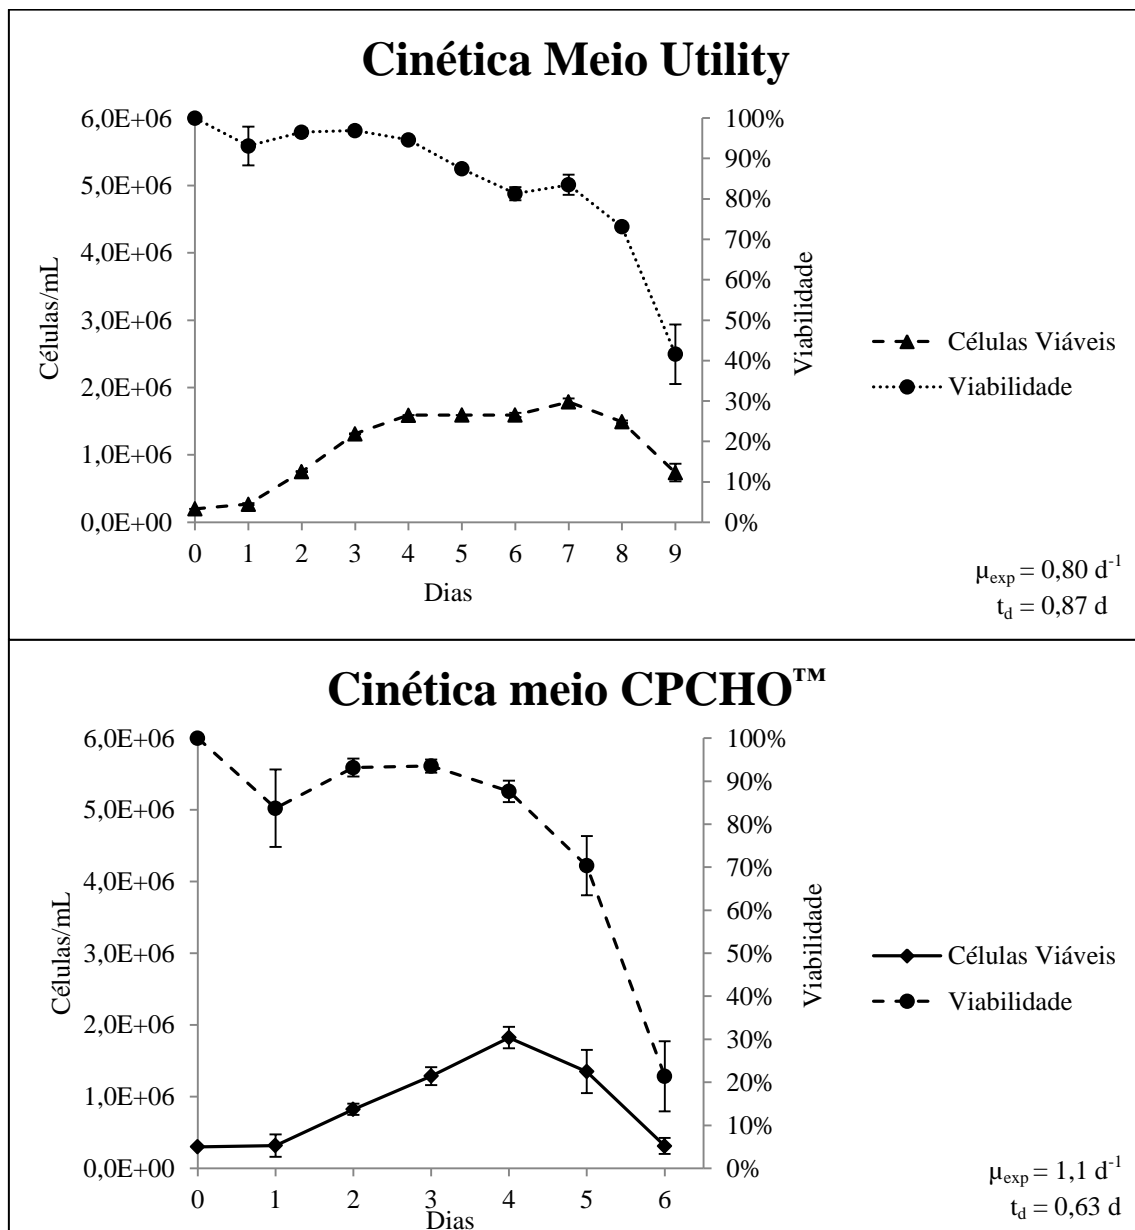 Cinética Meio Utility
6,0E+06
5,0E+06
4,0E+06
3,0E+06
2,0E+06
1,0E+06
0,0E+00
Células/mL
0 1 2 3 4 5 6 7 8 9
Dias
100%
90%
80%
70%
60%
50%
40%
30%
20%
10%
0%
Viabilidade
Células Viáveis
Viabilidade
μexp = 0,80 d-1
td = 0,87 d
Cinética meio CPCHO™
6,0E+06
5,0E+06
4,0E+06
3,0E+06
2,0E+06
1,0E+06
0,0E+00
Células/mL
0 1 2 3 4 5 6
Dias
100%
90%
80%
70%
60%
50%
40%
30%
20%
10%
0%
Viabilidade
Células Viáveis
Viabilidade
μexp = 1,1 d-1
td = 0,63 d